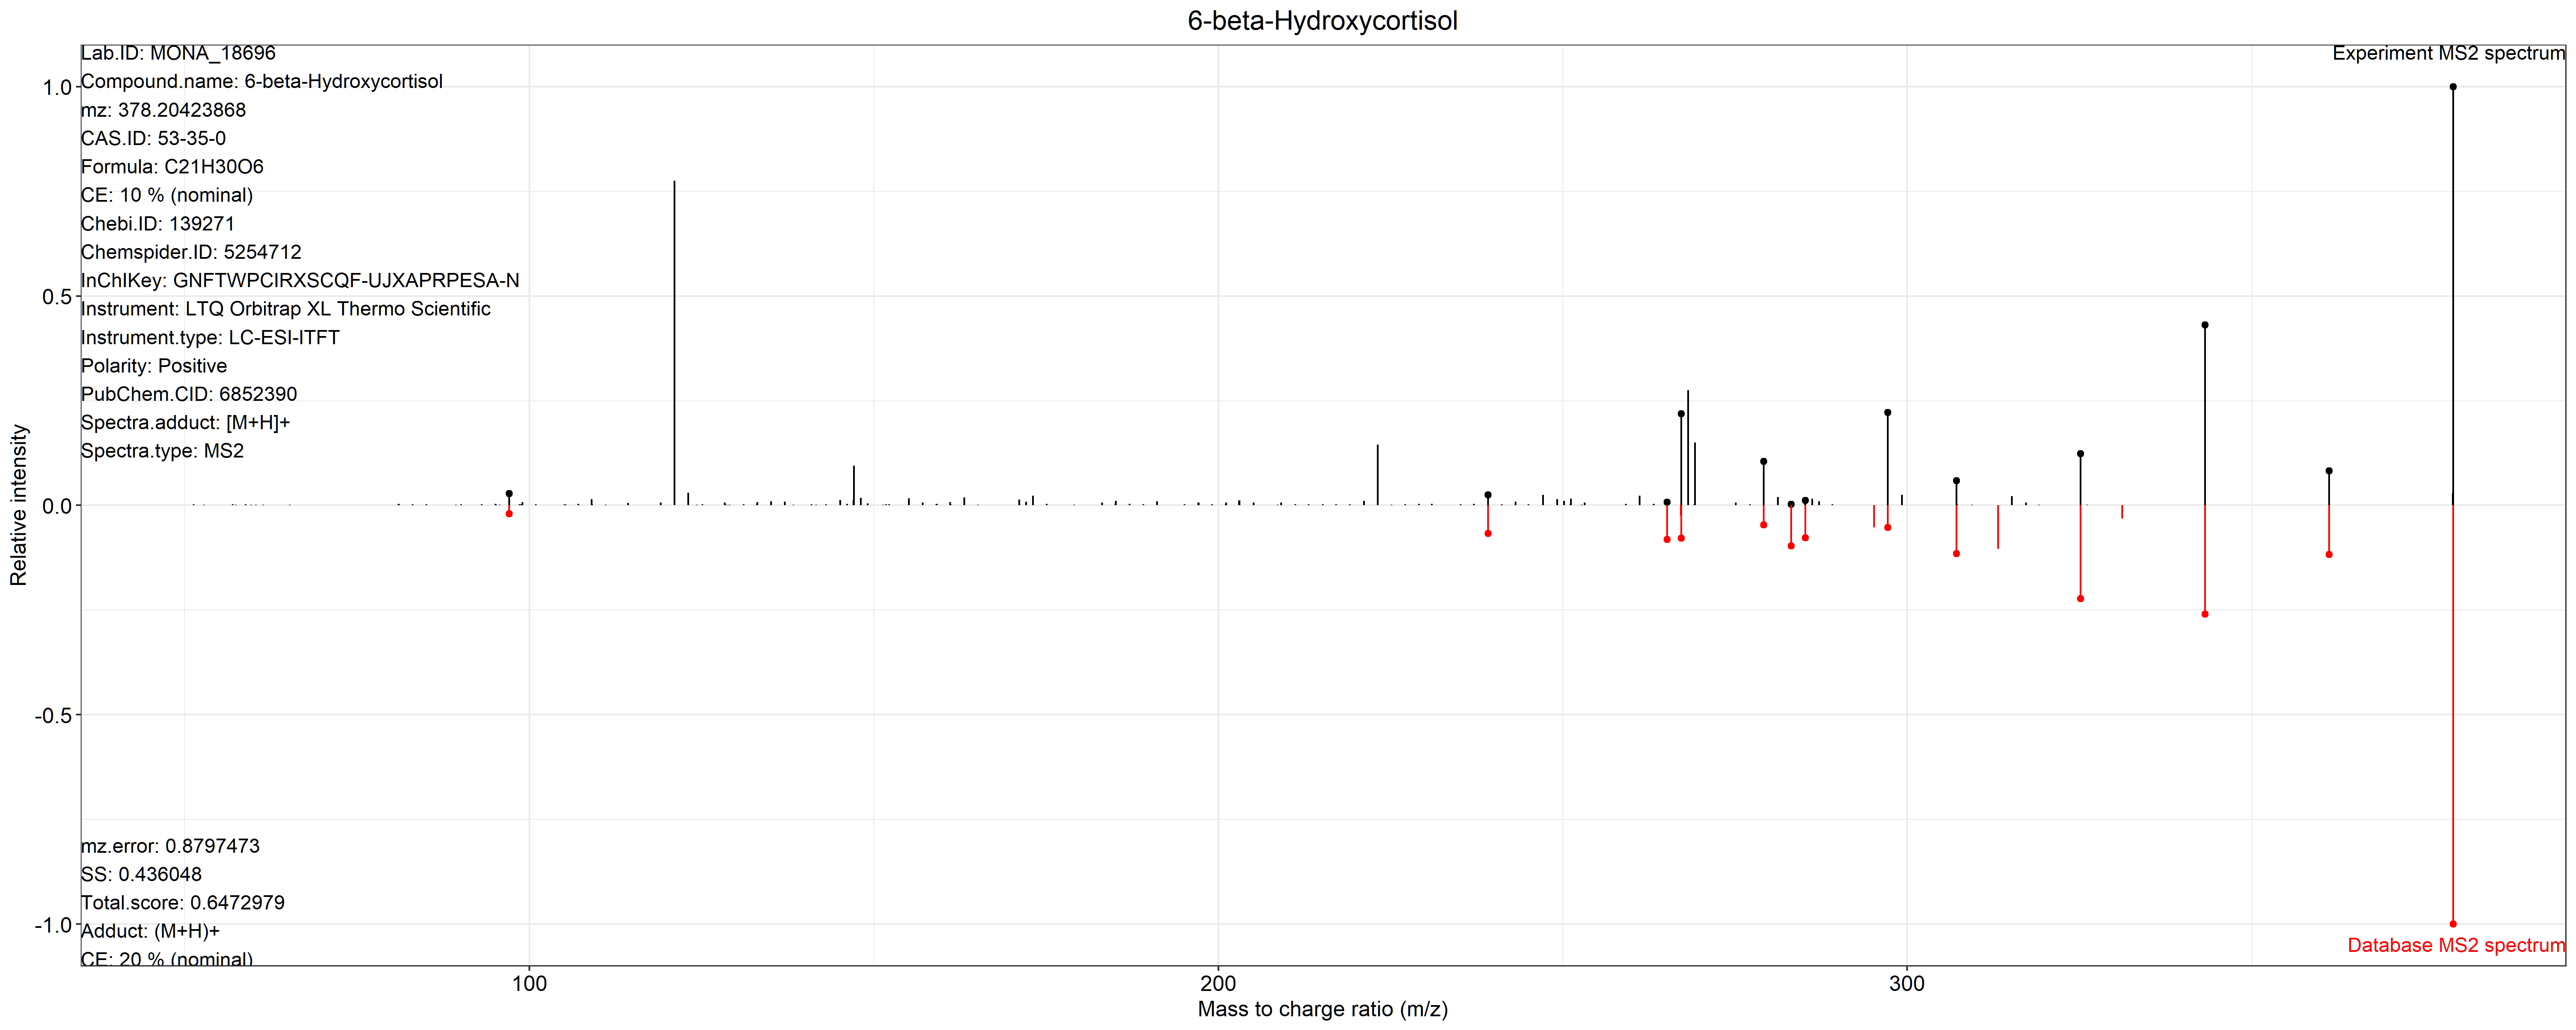 6-beta-Hydroxycortisol
Lab.ID: MONA_18696
Compound.name: 6-beta-Hydroxycortisol
mz: 378.20423868
CAS.ID: 53-35-0
Formula: C21H30O6
CE: 10 % (nominal)
Chebi.ID: 139271
Chemspider.ID: 5254712
InChIKey: GNFTWPCIRXSCQF-UJXAPRPESA-N
Instrument: LTQ Orbitrap XL Thermo Scientific
Instrument.type: LC-ESI-ITFT
Polarity: Positive
PubChem.CID: 6852390
Spectra.adduct: [M+H]+
Spectra.type: MS2
Experiment MS2 spectrum
1.0
0.5
0.0
-0.5
-1.0
Relative intensity
mz.error: 0.8797473
SS: 0.436048
Total.score: 0.6472979
Adduct: (M+H)+
CE: 20 % (nominal)
Database MS2 spectrum
100
200
300
Mass to charge ratio (m/z)